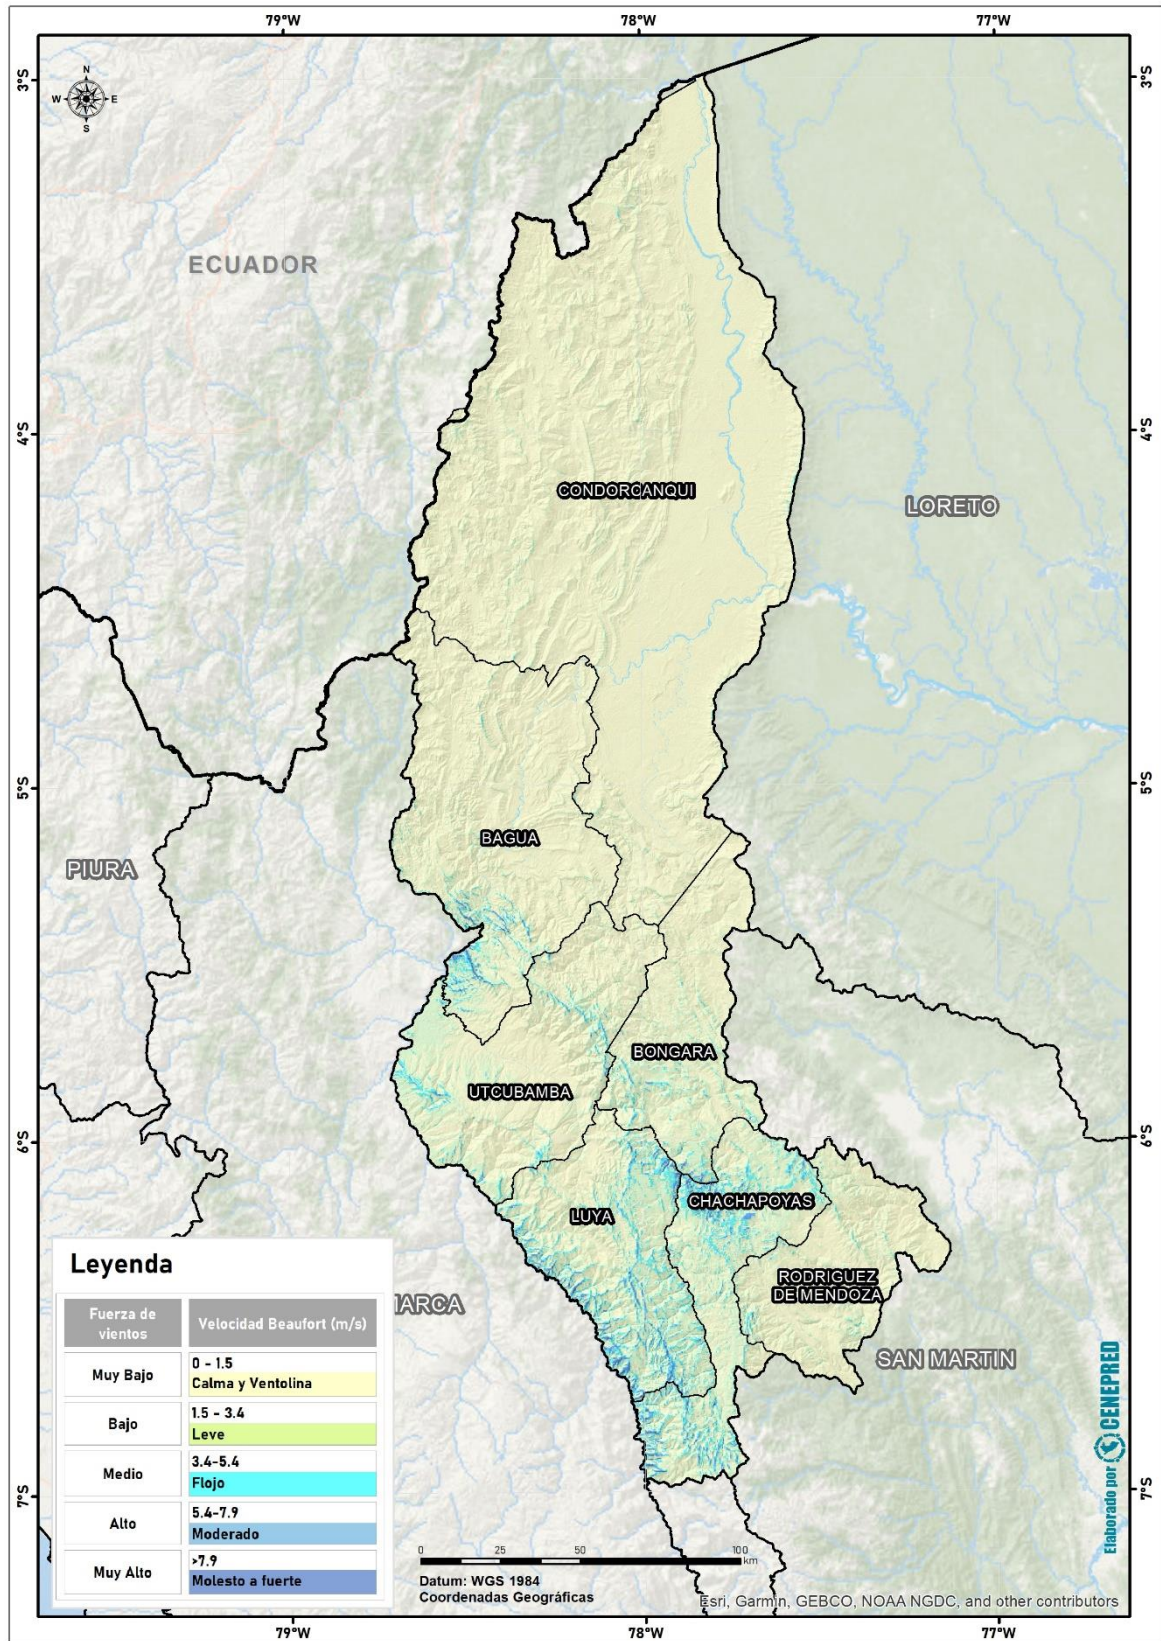 79°W
78°W
77°W
3°S
3°S
N
W
E
S
ECUADOR
4°S
4°S
CONDORCANQUI
LORETO
5°S
5°S
BAGUA
PIURA
BONGARA
UTCUBAMBA
6°S
6°S
CHACHAPOYAS
LUYA
RODRIGUEZ
DE MENDOZA
MARCA
SAN MARTIN
Leyenda
Fuerza de vientos
Velocidad Beaufort (m/s)
Muy Bajo
0 - 1.5
Calma y Ventolina
Bajo
1.5 - 3.4
Leve
Medio
3.4-5.4
Flojo
Alto
5.4-7.9
Moderado
Muy Alto
>7.9
Molesto a fuerte
7°S
7°S
Elaborado por CENEPRED
0 25 50 100
km
Datum: WGS 1984
Coordenadas Geográficas
Esri, Garmin, GEBCO, NOAA NGDC, and other contributors
79°W
78°W
77°W